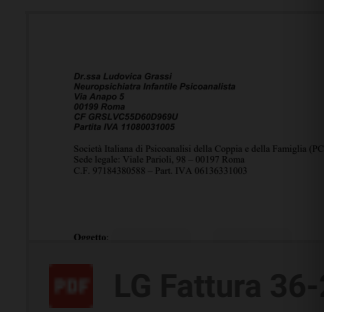 Dr.ssa Ludovica Grassi
Neuropsichiatra Infantile Psicoanalista
Via Anapo 5
00199 Roma
CF GRSLVC55D60D969U
Partita IVA 11080031005
Società Italiana di Psicoanalisi della Coppia e della Famiglia (PC
Sede legale: Viale Parioli, 98 – 00197 Roma
C.F. 97184380588 – Part. IVA 06136331003
Oggetto:
PDF
LG Fattura 36-2